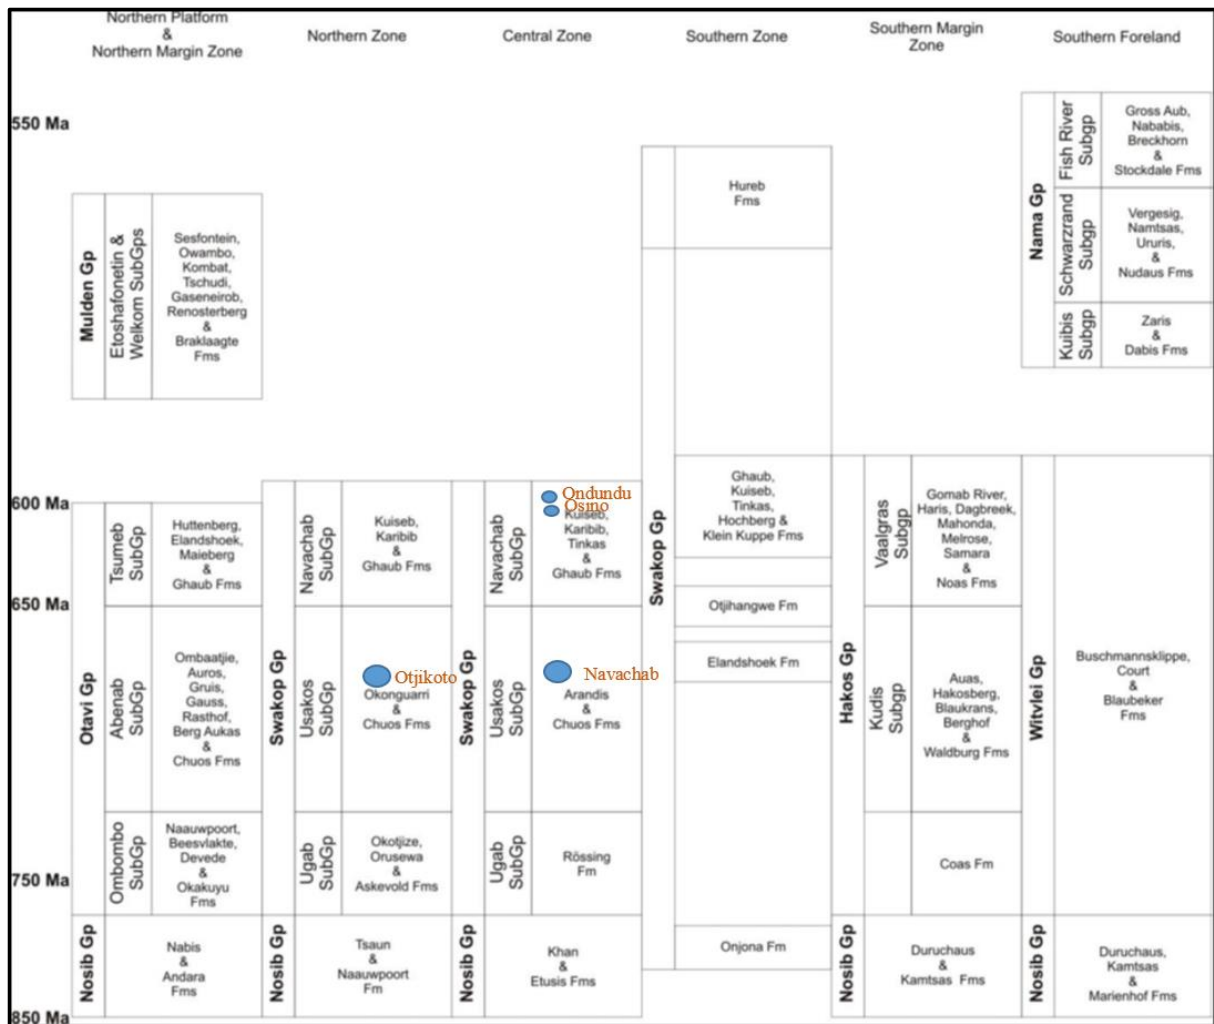 Northern Platform
&
Northern Margin Zone
Northern Zone
Central Zone
Southern Zone
Southern Margin
Zone
Southern Foreland
550 Ma
600 Ma
650 Ma
750 Ma
850 Ma
Mulden Gp
Etoshafonetin &
Welkom SubGps
Sesfontein,
Owambo,
Kombat,
Tschudi,
Gaseneirob,
Renosterberg
&
Braklaagte
Fms
Otavi Gp
Tsumeb
SubGp
Huttenberg,
Elandshoek,
Maieberg
&
Ghaub Fms
Abenab
SubGp
Ombaatjie,
Auros,
Gruis,
Gauss,
Rasthof,
Berg Aukas
&
Chuos Fms
Ombombo
SubGp
Naauwpoort,
Beesvlakte,
Devede
&
Okakuyu
Fms
Nosib Gp
Nabis
&
Andara
Fms
Swakop Gp
Navachab
SubGp
Kuiseb,
Karibib
&
Ghaub Fms
Usakos
SubGp
Otjikoto
Okonguarri
&
Chuos Fms
Ugab
SubGp
Okotjize,
Orusewa
&
Askevold Fms
Nosib Gp
Tsaun
&
Naauwpoort
Fm
Swakop Gp
Navachab
SubGp
Ondundu
Osino
Kuiseb,
Karibib,
Tinkas
&
Ghaub Fms
Usakos
SubGp
Navachab
Arandis
&
Chuos Fms
Ugab
SubGp
Rössing
Fm
Nosib Gp
Khan
&
Etusis Fms
Swakop Gp
Hureb
Fms
Ghaub,
Kuiseb,
Tinkas,
Hochberg &
Klein Kuppe Fms
Otjihangwe Fm
Elandshoek Fm
Onjona Fm
Hakos Gp
Vaalgras
Subgp
Gomab River,
Haris, Dagbreek,
Mahonda,
Melrose,
Samara
&
Noas Fms
Kudis
Subgp
Auas,
Hakosberg,
Blaukrans,
Berghof
&
Waldburg Fms
Coas Fm
Nosib Gp
Duruchaus
&
Kamtsas Fms
Nama Gp
Fish River
Subgp
Gross Aub,
Nababis,
Breckhorn
&
Stockdale Fms
Schwarzrand
Subgp
Vergesig,
Namtsas,
Ururis,
&
Nudaus Fms
Kuibis
Subgp
Zaris
&
Dabis Fms
Witvlei Gp
Buschmannsklippe,
Court
&
Blaubeker
Fms
Nosib Gp
Duruchaus,
Kamtsas
&
Marienhof Fms